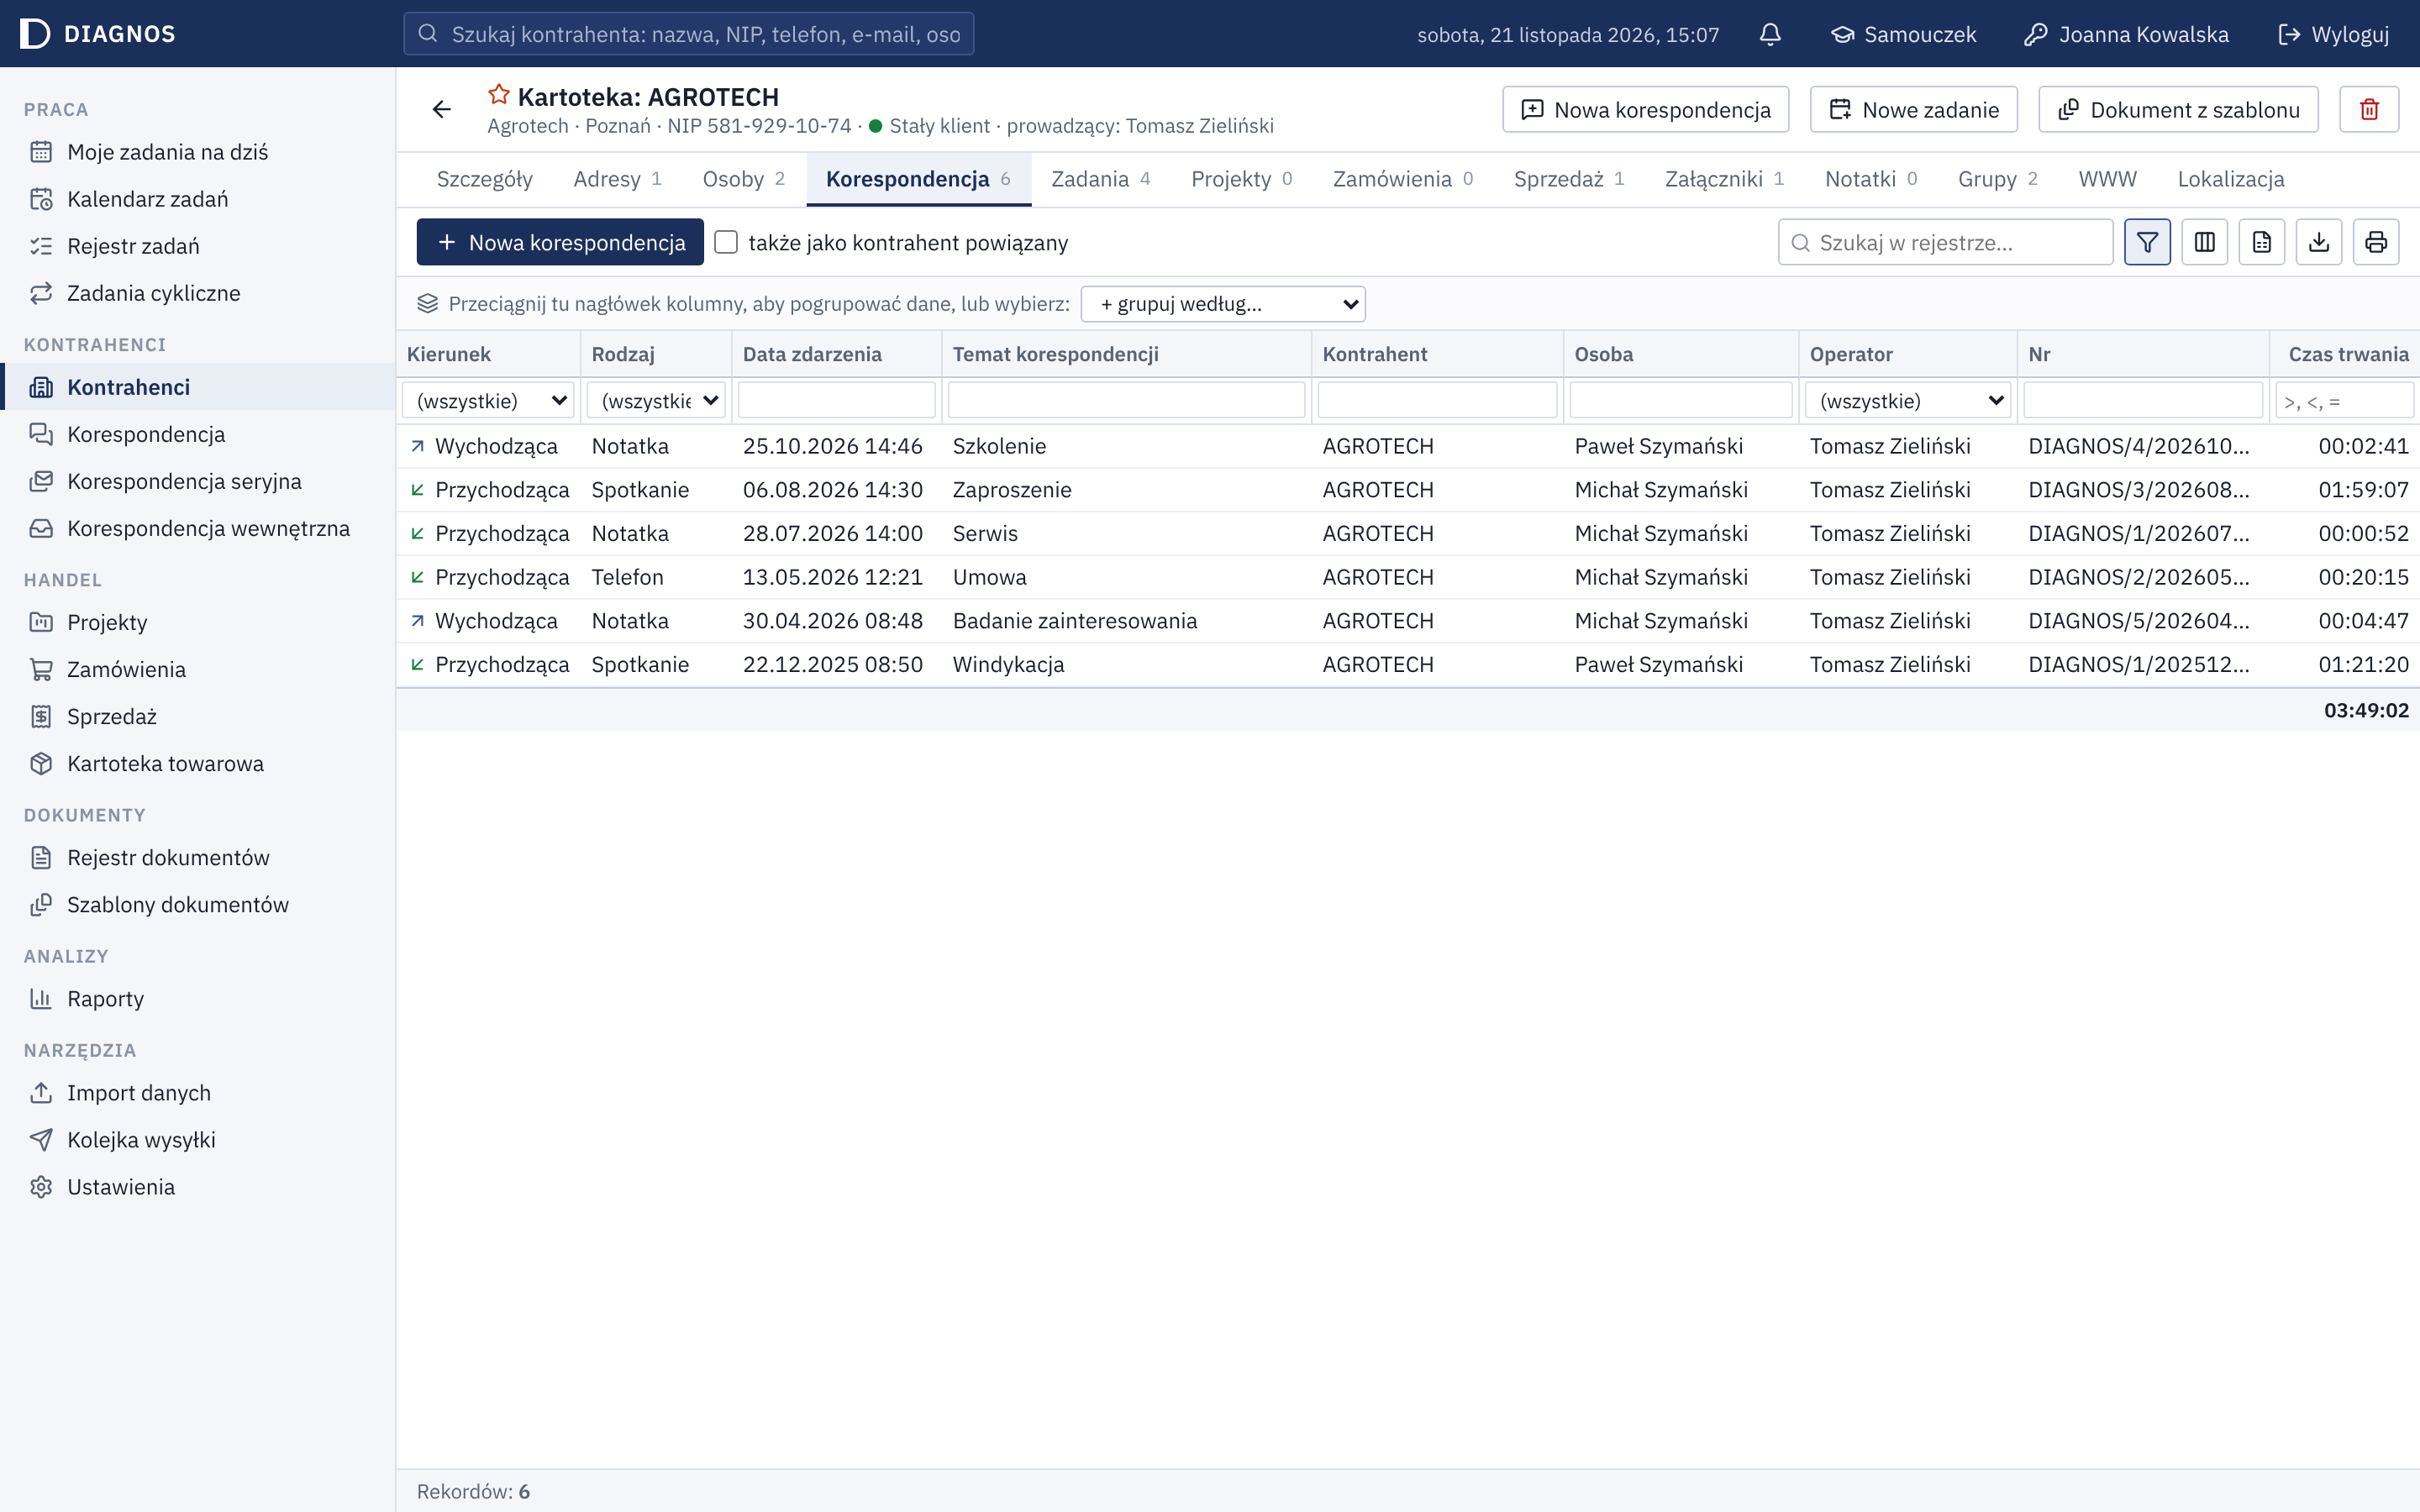 DIAGNOS
Szukaj kontrahenta: nazwa, NIP, telefon, e-mail, oso
sobota, 21 listopada 2026, 15:07
Samouczek
Joanna Kowalska
Wyloguj
PRACA
Moje zadania na dziś
Kalendarz zadań
Rejestr zadań
Zadania cykliczne
KONTRAHENCI
Kontrahenci
Korespondencja
Korespondencja seryjna
Korespondencja wewnętrzna
HANDEL
Projekty
Zamówienia
Sprzedaż
Kartoteka towarowa
DOKUMENTY
Rejestr dokumentów
Szablony dokumentów
ANALIZY
Raporty
NARZĘDZIA
Import danych
Kolejka wysyłki
Ustawienia
Kartoteka: AGROTECH
Agrotech · Poznań · NIP 581-929-10-74 · Stały klient · prowadzący: Tomasz Zieliński
Nowa korespondencja
Nowe zadanie
Dokument z szablonu
Szczegóły Adresy 1 Osoby 2 Korespondencja 6 Zadania 4 Projekty 0 Zamówienia 0 Sprzedaż 1 Załączniki 1 Notatki 0 Grupy 2 WWW Lokalizacja
+ Nowa korespondencja
także jako kontrahent powiązany
Szukaj w rejestrze...
Przeciągnij tu nagłówek kolumny, aby pogrupować dane, lub wybierz: + grupuj według...
Kierunek Rodzaj Data zdarzenia Temat korespondencji Kontrahent Osoba Operator Nr Czas trwania
(wszystkie) (wszystkie (wszystkie) >, <, =
Wychodząca Notatka 25.10.2026 14:46 Szkolenie AGROTECH Paweł Szymański Tomasz Zieliński DIAGNOS/4/202610... 00:02:41
Przychodząca Spotkanie 06.08.2026 14:30 Zaproszenie AGROTECH Michał Szymański Tomasz Zieliński DIAGNOS/3/202608... 01:59:07
Przychodząca Notatka 28.07.2026 14:00 Serwis AGROTECH Michał Szymański Tomasz Zieliński DIAGNOS/1/202607... 00:00:52
Przychodząca Telefon 13.05.2026 12:21 Umowa AGROTECH Michał Szymański Tomasz Zieliński DIAGNOS/2/202605... 00:20:15
Wychodząca Notatka 30.04.2026 08:48 Badanie zainteresowania AGROTECH Michał Szymański Tomasz Zieliński DIAGNOS/5/202604... 00:04:47
Przychodząca Spotkanie 22.12.2025 08:50 Windykacja AGROTECH Paweł Szymański Tomasz Zieliński DIAGNOS/1/202512... 01:21:20
03:49:02
Rekordów: 6